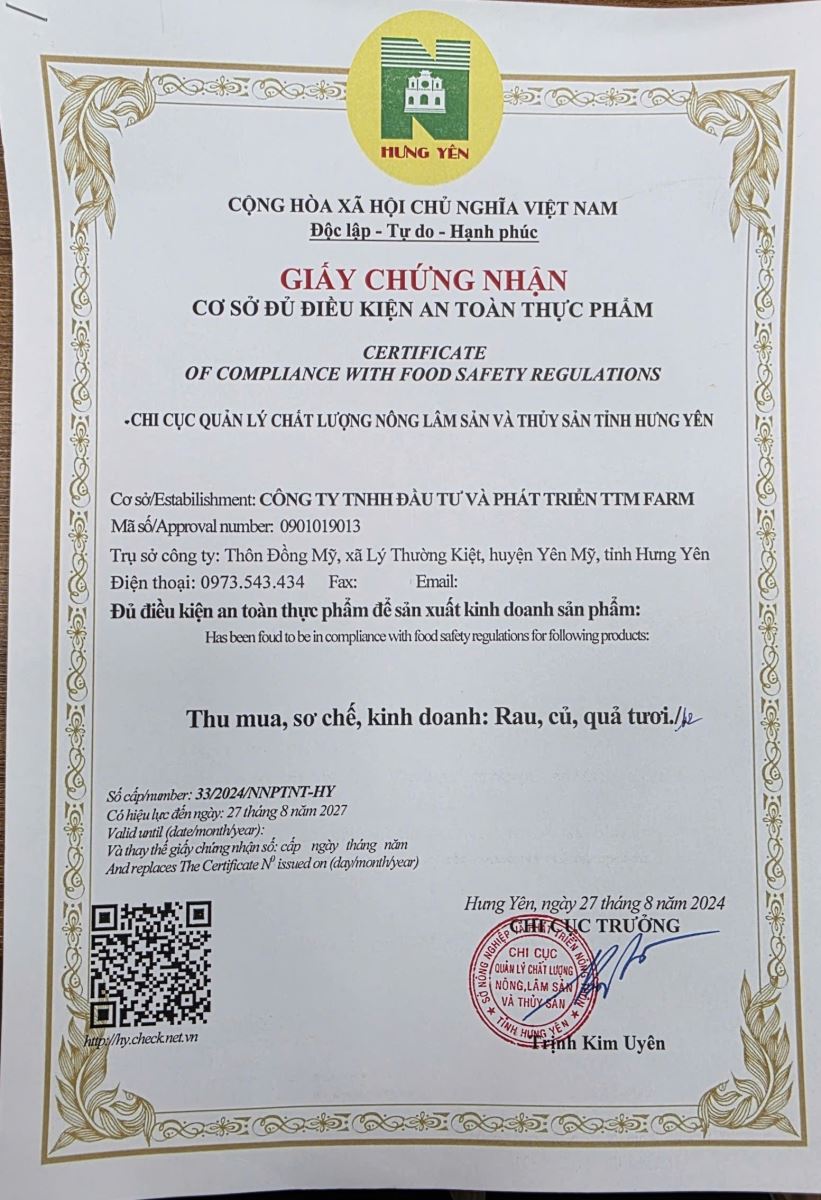 HƯNG YÊN
CỘNG HÒA XÃ HỘI CHỦ NGHĨA VIỆT NAM
Độc lập - Tự do - Hạnh phúc
GIẤY CHỨNG NHẬN
CƠ SỞ ĐỦ ĐIỀU KIỆN AN TOÀN THỰC PHẨM
CERTIFICATE
OF COMPLIANCE WITH FOOD SAFETY REGULATIONS
-CHI CỤC QUẢN LÝ CHẤT LƯỢNG NÔNG LÂM SẢN VÀ THỦY SẢN TỈNH HƯNG YÊN
Cơ sở/Estabilishment: CÔNG TY TNHH ĐẦU TƯ VÀ PHÁT TRIỂN TTM FARM
Mã số/Approval number: 0901019013
Trụ sở công ty: Thôn Đồng Mỹ, xã Lý Thường Kiệt, huyện Yên Mỹ, tỉnh Hưng Yên
Điện thoại: 0973.543.434 Fax: Email:
Đủ điều kiện an toàn thực phẩm để sản xuất kinh doanh sản phẩm:
Has been foud to be in compliance with food safety regulations for following products:
Thu mua, sơ chế, kinh doanh: Rau, củ, quả tươi./
Số cấp/number: 33/2024/NNPTNT-HY
Có hiệu lực đến ngày: 27 tháng 8 năm 2027
Valid until (date/month/year):
Và thay thế giấy chứng nhận số: cấp ngày tháng năm
And replaces The Certificate Nº issued on (day/month/year)
Hưng Yên, ngày 27 tháng 8 năm 2024
CHI CỤC TRƯỞNG
SỞ NÔNG NGHIỆP VÀ PHÁT TRIỂN NÔNG
CHI CỤC
QUẢN LÝ CHẤT LƯỢNG
NÔNG, LÂM SẢN
VÀ THỦY SẢN
★ TỈNH HƯNG YÊN ★
Trịnh Kim Uyên
http://hy.check.net.vn